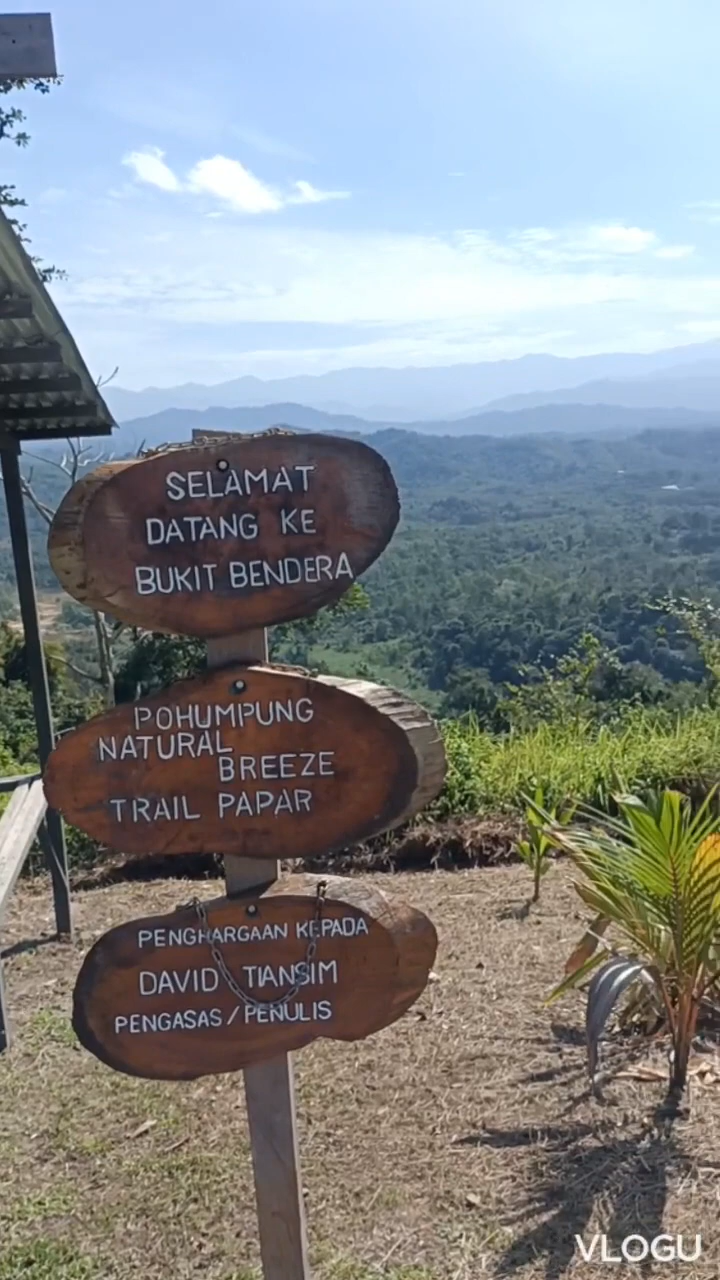 SELAMAT
DATANG KE
BUKIT BENDERA
POHUMPUNG
NATURAL
BREEZE
TRAIL PAPAR
PENGHARGAAN KEPADA
DAVID TIANSIM
PENGASAS/PENULIS
VLOGU